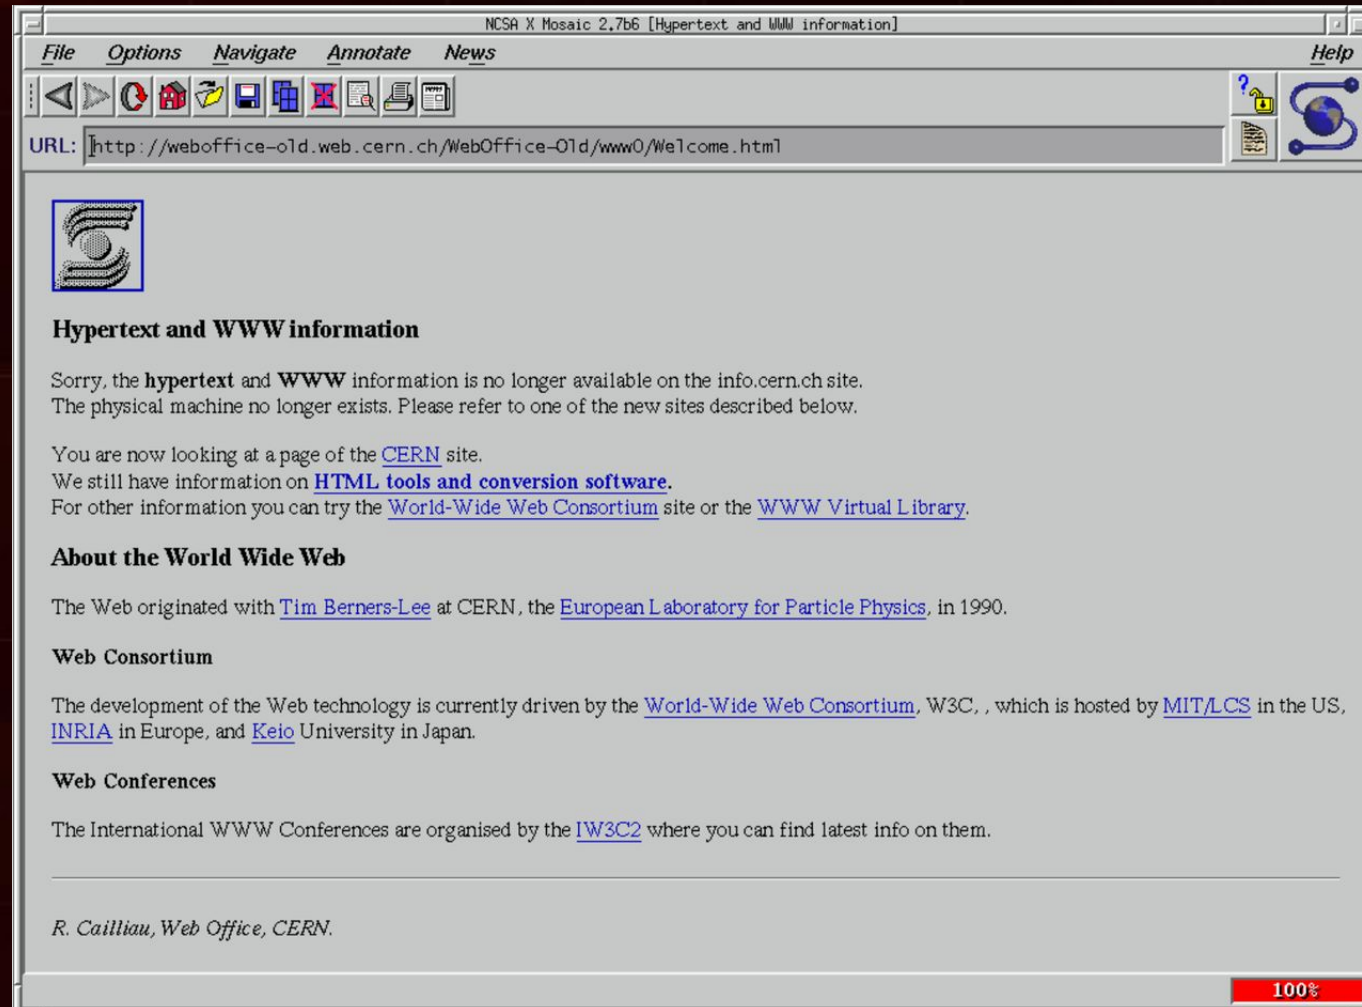 NCSA X Mosaic 2.7b6 [Hypertext and WWW information]
File Options Navigate Annotate News Help
URL: http://weboffice-old.web.cern.ch/WebOffice-Old/www0/Welcome.html
Hypertext and WWW information
Sorry, the hypertext and WWW information is no longer available on the info.cern.ch site.
The physical machine no longer exists. Please refer to one of the new sites described below.
You are now looking at a page of the CERN site.
We still have information on HTML tools and conversion software.
For other information you can try the World-Wide Web Consortium site or the WWW Virtual Library.
About the World Wide Web
The Web originated with Tim Berners-Lee at CERN, the European Laboratory for Particle Physics, in 1990.
Web Consortium
The development of the Web technology is currently driven by the World-Wide Web Consortium, W3C, , which is hosted by MIT/LCS in the US,
INRIA in Europe, and Keio University in Japan.
Web Conferences
The International WWW Conferences are organised by the IW3C2 where you can find latest info on them.
R. Cailliau, Web Office, CERN.
100%